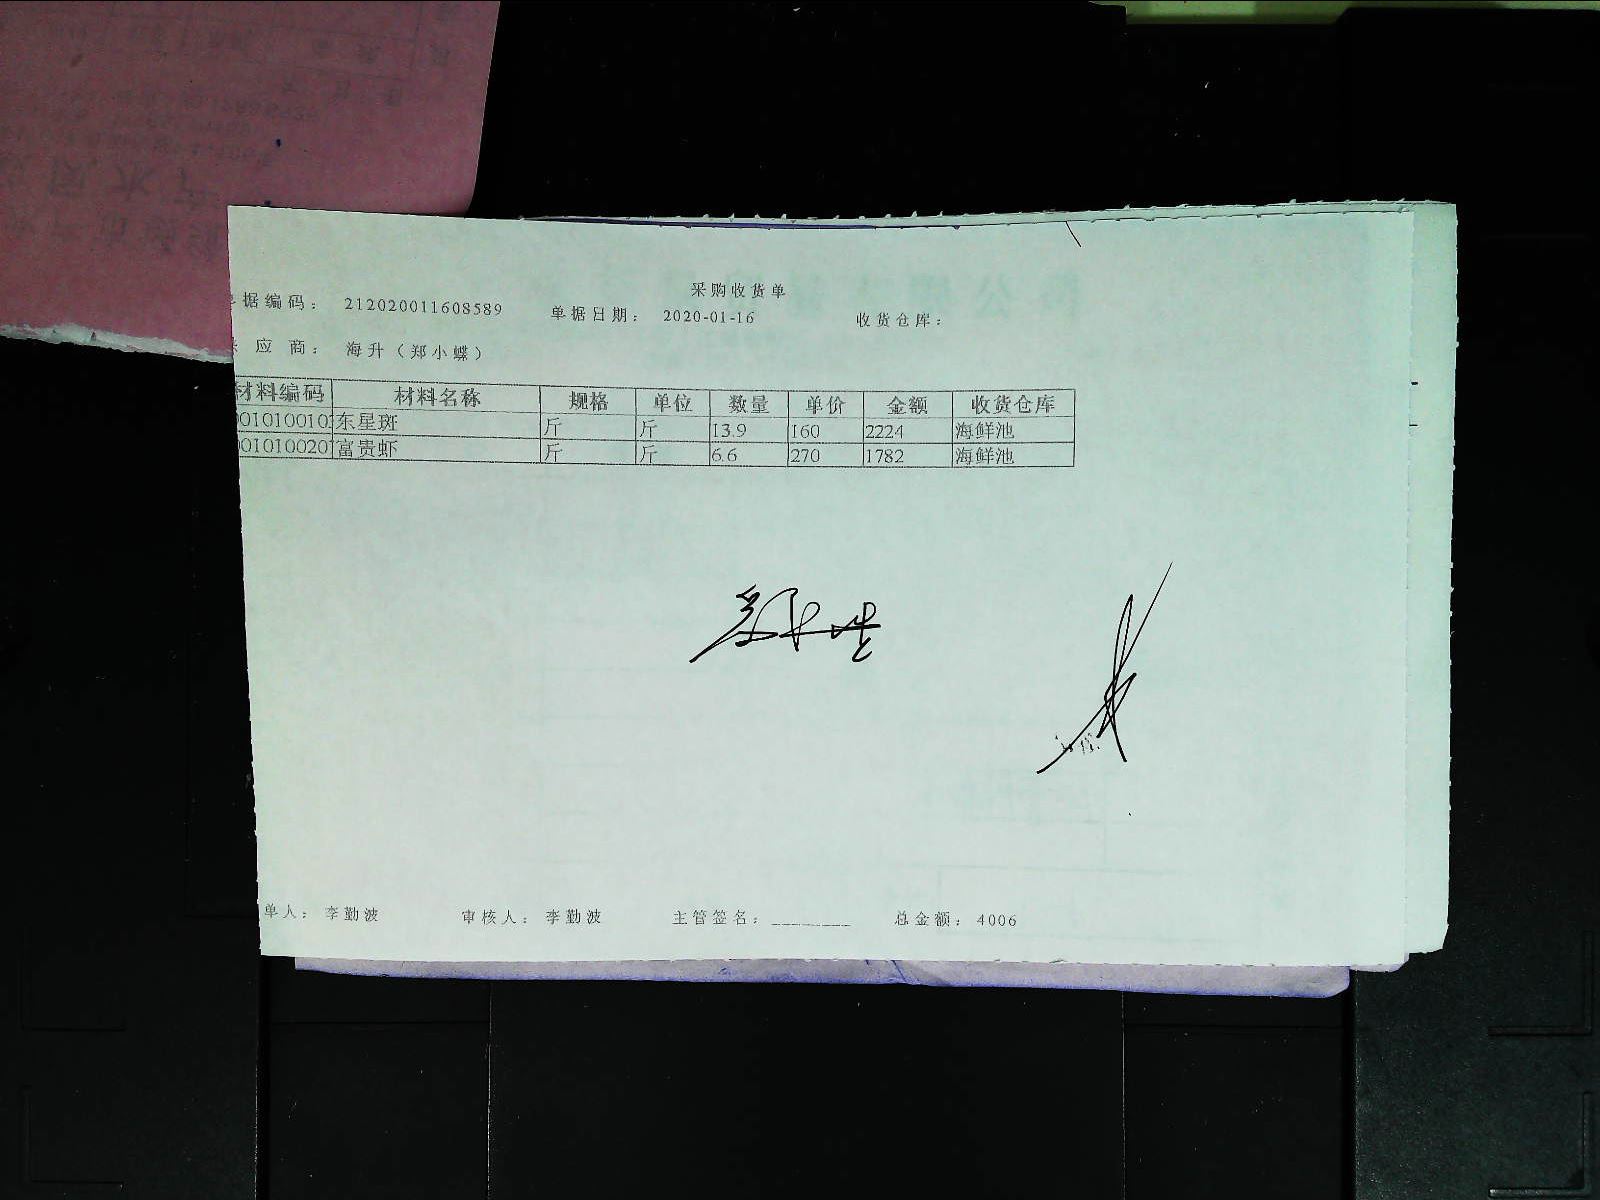 采购收货单
据编码： 212020011608589 单据日期： 2020-01-16 收货仓库：
应 商： 海升（郑小蝶）
材料编码 材料名称 规格 单位 数量 单价 金额 收货仓库
001010010 东星斑 斤 斤 13.9 160 2224 海鲜池
001010020 富贵虾 斤 斤 6.6 270 1782 海鲜池
单人： 李勤波 审核人： 李勤波 主管签名：________ 总金额： 4006